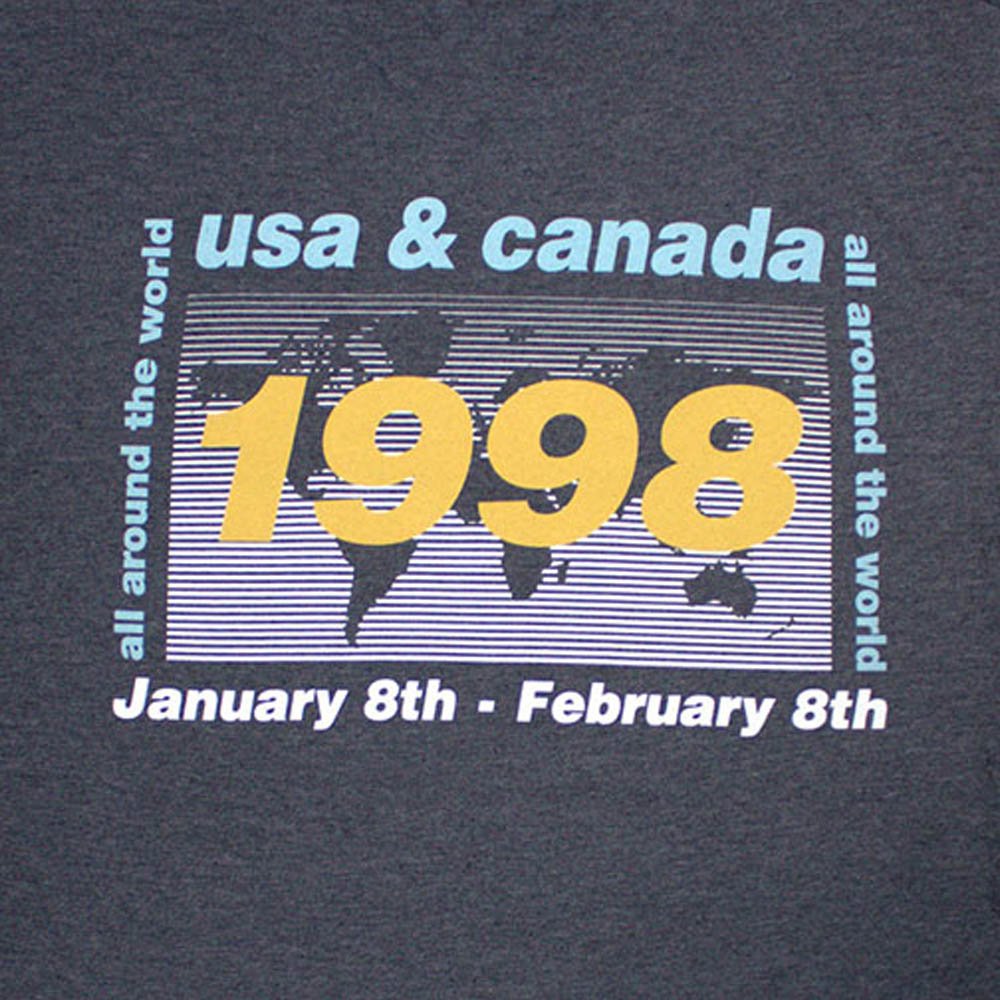 usa & canada
all around the world
all around the world
1998
January 8th - February 8th